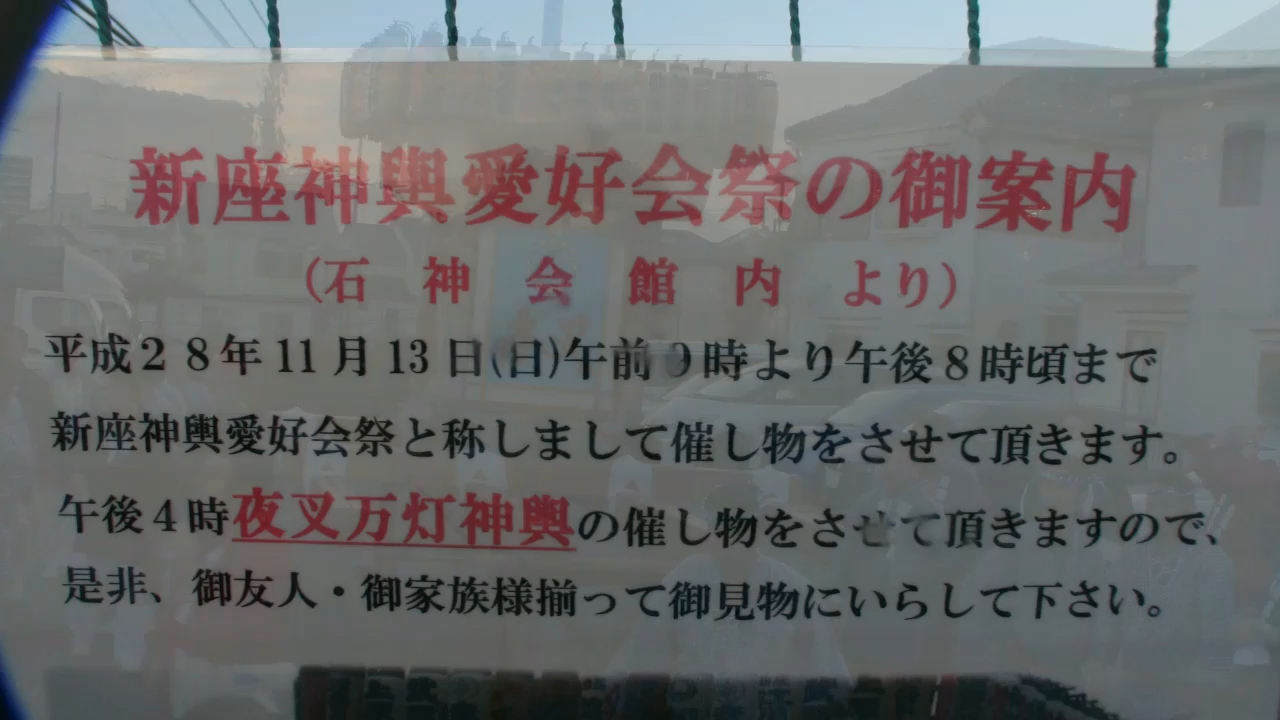 新座神輿愛好会祭の御案内
（石神会館内より）
平成２８年11月13日(日)午前９時より午後８時頃まで
新座神輿愛好会祭と称しまして催し物をさせて頂きます。
午後４時夜叉万灯神輿の催し物をさせて頂きますので、
是非、御友人・御家族様揃って御見物にいらして下さい。